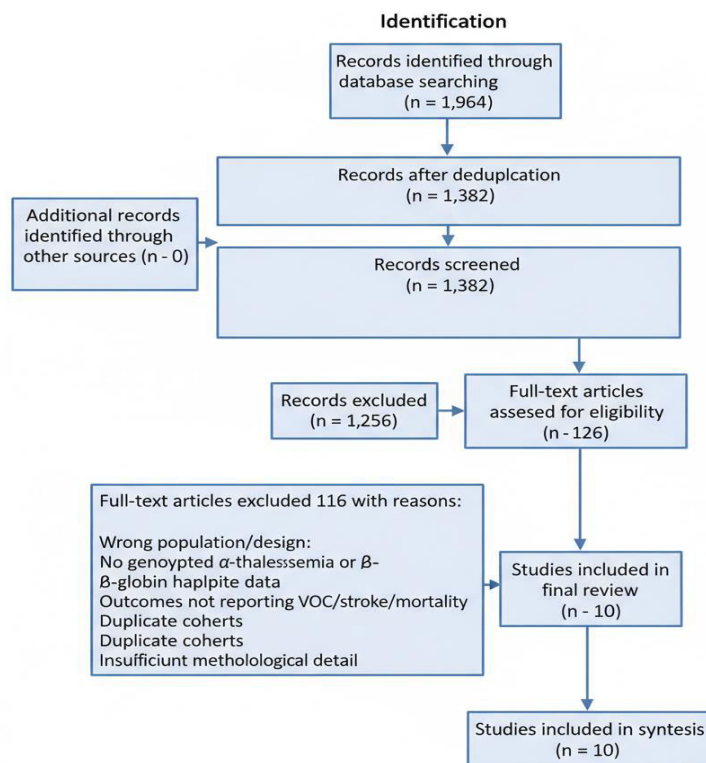 Identification
Records identified through
database searching
(n = 1,964)
Records after deduplcation
(n = 1,382)
Additional records
identified through
other sources (n - 0)
Records screened
(n = 1,382)
Records excluded
(n = 1,256)
Full-text articles
assesed for eligibility
(n - 126)
Full-text articles excluded 116 with reasons:
Wrong population/design:
No genoypted α-thalesssemia or β-
β-globin haplpite data
Outcomes not reporting VOC/stroke/mortality
Duplicate coherts
Duplicate coherts
Insufficiunt metholological detail
Studies included in
final review
(n - 10)
Studies included in syntesis
(n = 10)